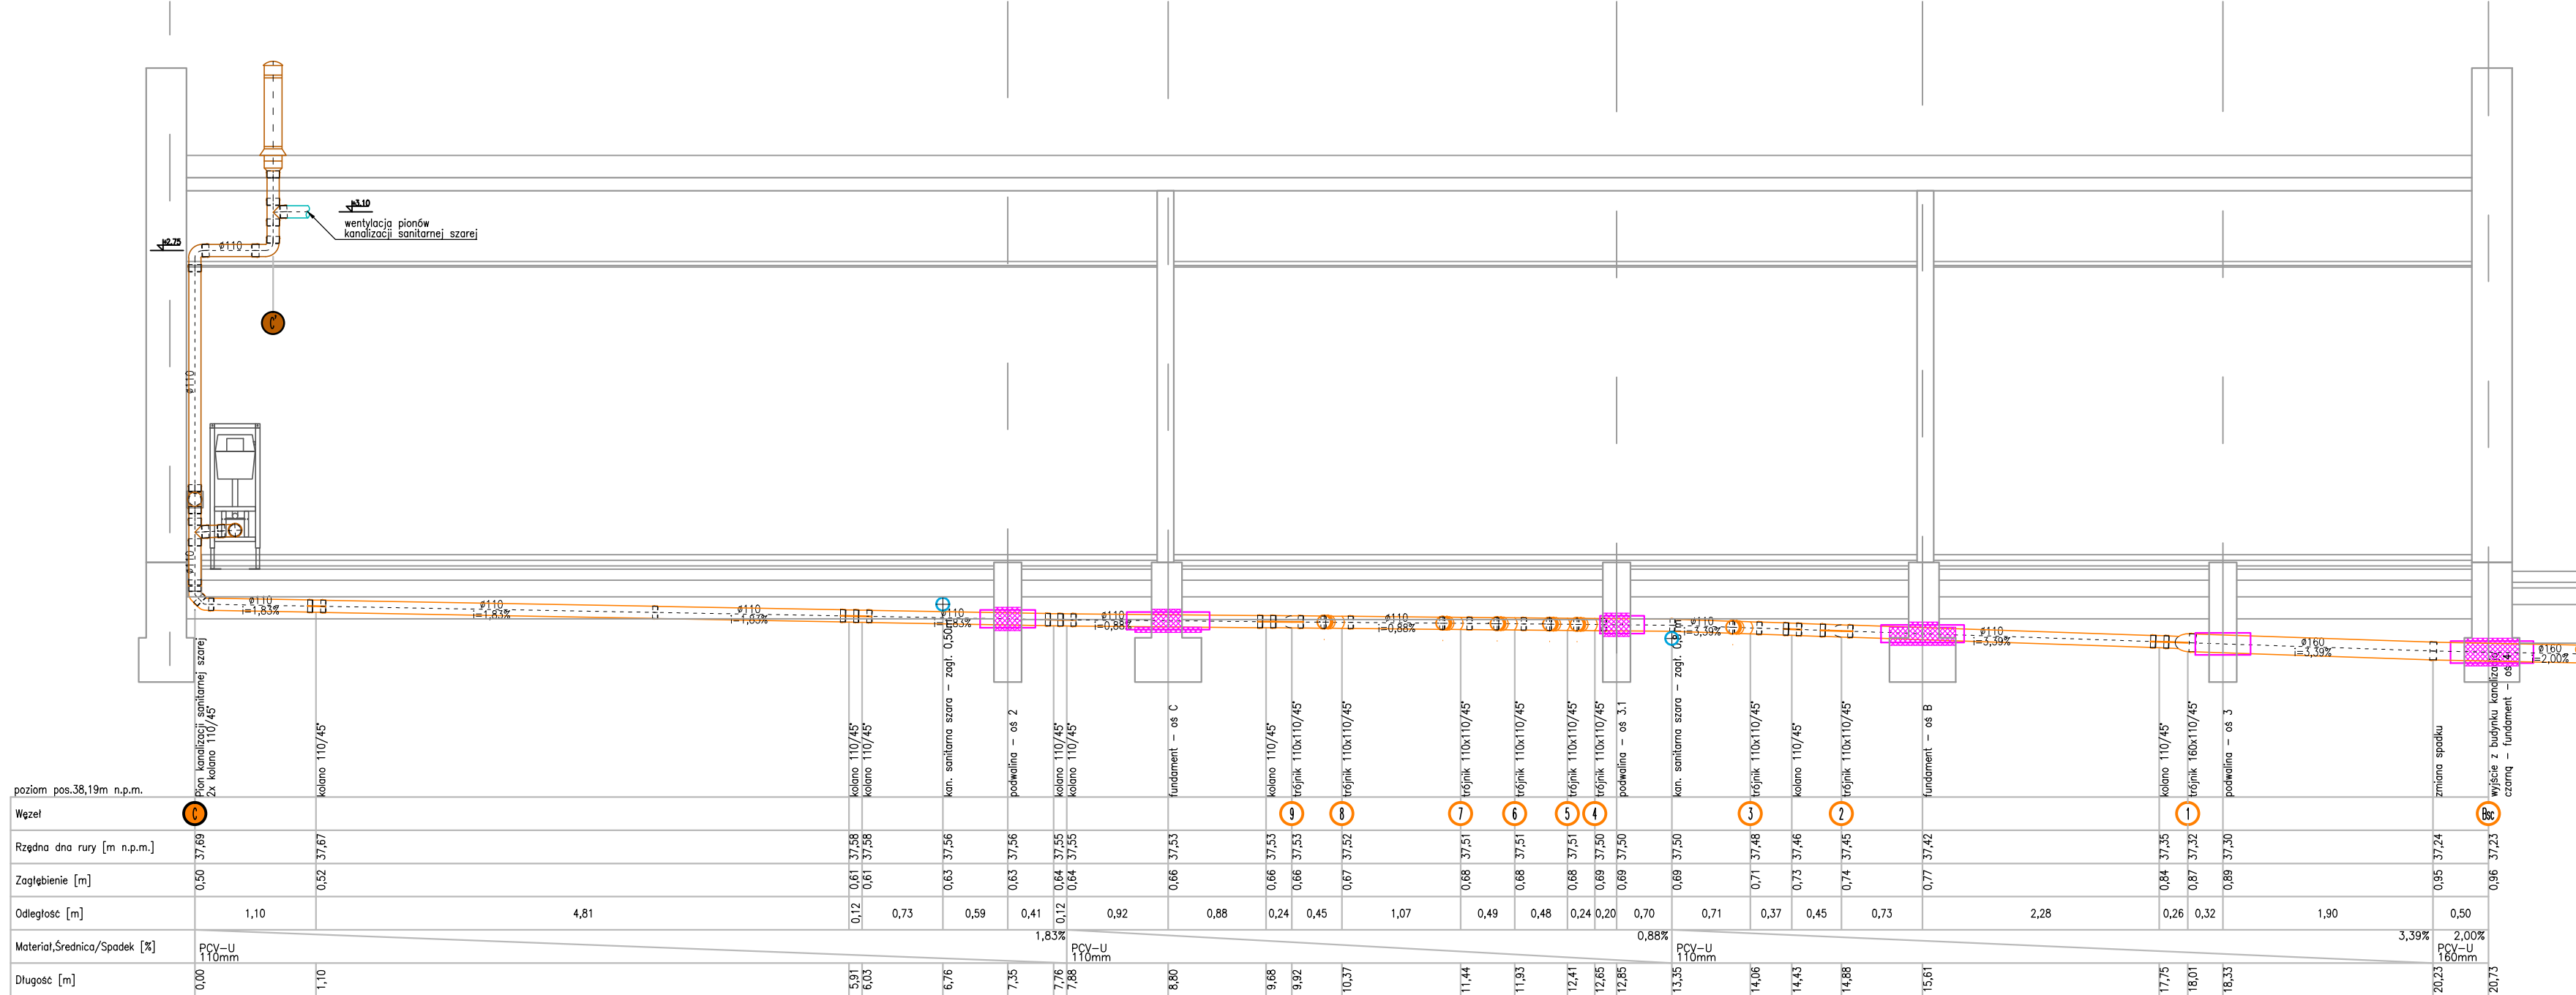 +3.10
wentylacja pionów
kanalizacji sanitarnej szarej
+2.75
ø110
C'
ø110
ø110
ø110
i=1,83%
ø110
i=1,83%
ø110
i=1,83%
ø110
i=1,83%
ø110
i=0,88%
ø110
i=0,88%
ø110
i=3,39%
ø110
i=3,39%
ø160
i=3,39%
ø160
i=2,00%
Pion kanalizacji sanitarnej szarej
2x kolano 110/45°
kolano 110/45°
kolano 110/45°
kolano 110/45°
kan. sanitarna szara - zagł. 0,50m
podwalina - oś 2
kolano 110/45°
kolano 110/45°
fundament - oś C
kolano 110/45°
trójnik 110x110/45°
trójnik 110x110/45°
trójnik 110x110/45°
trójnik 110x110/45°
trójnik 110x110/45°
trójnik 110x110/45°
podwalina - oś 3.1
kan. sanitarna szara - zagł.
trójnik 110x110/45°
kolano 110/45°
trójnik 110x110/45°
fundament - oś B
kolano 110/45°
trójnik 160x110/45°
podwalina - oś 3
zmiana spadku
wyjście z budynku kanalizacją
czarną - fundament - oś
poziom pos.38,19m n.p.m.
Węzeł C 9 8 7 6 5 4 3 2 1 Bsc
Rzędna dna rury [m n.p.m.] 37,69 37,67 37,58 37,58 37,56 37,56 37,55 37,55 37,53 37,53 37,53 37,52 37,51 37,51 37,51 37,50 37,50 37,50 37,48 37,46 37,45 37,42 37,35 37,32 37,30 37,24 37,23
Zagłębienie [m] 0,50 0,52 0,61 0,61 0,63 0,63 0,64 0,64 0,66 0,66 0,66 0,67 0,68 0,68 0,68 0,69 0,69 0,69 0,71 0,73 0,74 0,77 0,84 0,87 0,89 0,95 0,96
Odległość [m] 1,10 4,81 0,12 0,73 0,59 0,41 0,12 0,92 0,88 0,24 0,45 1,07 0,49 0,48 0,24 0,20 0,70 0,71 0,37 0,45 0,73 2,28 0,26 0,32 1,90 0,50
1,83% 0,88% 3,39% 2,00%
Materiał,Średnica/Spadek [%] PCV-U PCV-U PCV-U PCV-U
110mm 110mm 110mm 160mm
Długość [m] 0,00 1,10 5,91 6,03 6,76 7,35 7,76 7,88 8,80 9,68 9,92 10,37 11,44 11,93 12,41 12,65 12,85 13,35 14,06 14,43 14,88 15,61 17,75 18,01 18,33 20,23 20,73